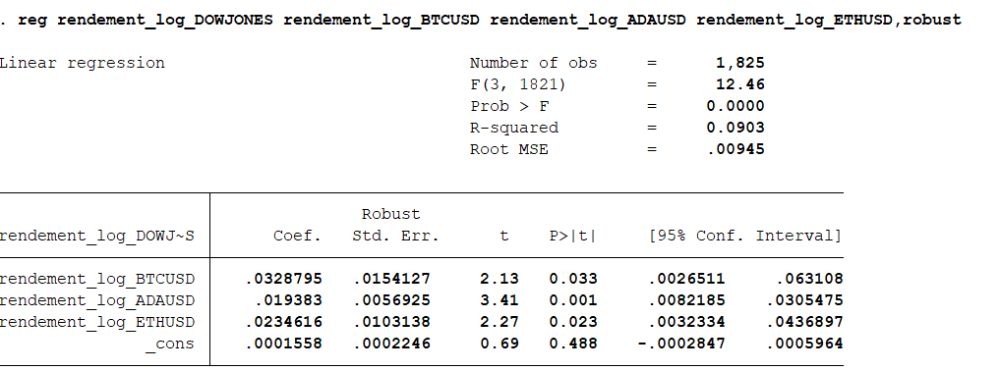 . reg rendement_log_DOWJONES rendement_log_BTCUSD rendement_log_ADAUSD rendement_log_ETHUSD,robust
Linear regression Number of obs = 1,825
F(3, 1821) = 12.46
Prob > F = 0.0000
R-squared = 0.0903
Root MSE = .00945
Robust
rendement_log_DOWJ~S Coef. Std. Err. t P>|t| [95% Conf. Interval]
rendement_log_BTCUSD .0328795 .0154127 2.13 0.033 .0026511 .063108
rendement_log_ADAUSD .019383 .0056925 3.41 0.001 .0082185 .0305475
rendement_log_ETHUSD .0234616 .0103138 2.27 0.023 .0032334 .0436897
_cons .0001558 .0002246 0.69 0.488 -.0002847 .0005964